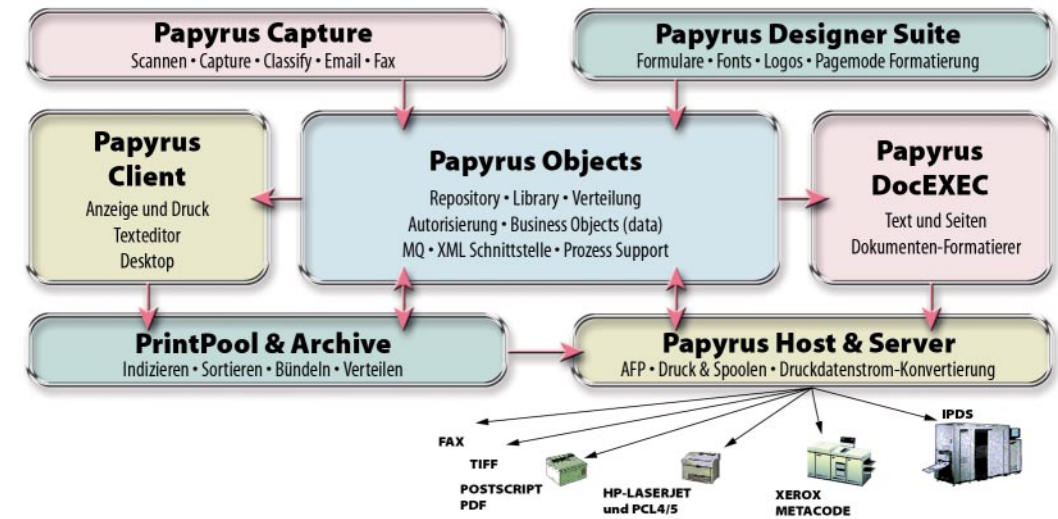 Papyrus Capture
Scannen • Capture • Classify • Email • Fax
Papyrus Designer Suite
Formulare • Fonts • Logos • Pagemode Formatierung
Papyrus
Client
Anzeige und Druck
Texteditor
Desktop
Papyrus Objects
Repository • Library • Verteilung
Autorisierung • Business Objects (data)
MQ • XML Schnittstelle • Prozess Support
Papyrus
DocEXEC
Text und Seiten
Dokumenten-Formatierer
PrintPool & Archive
Indizieren • Sortieren • Bündeln • Verteilen
Papyrus Host & Server
AFP • Druck & Spoolen • Druckdatenstrom-Konvertierung
FAX
TIFF
POSTSCRIPT
PDF
HP-LASERJET
und PCL4/5
XEROX
METACODE
IPDS